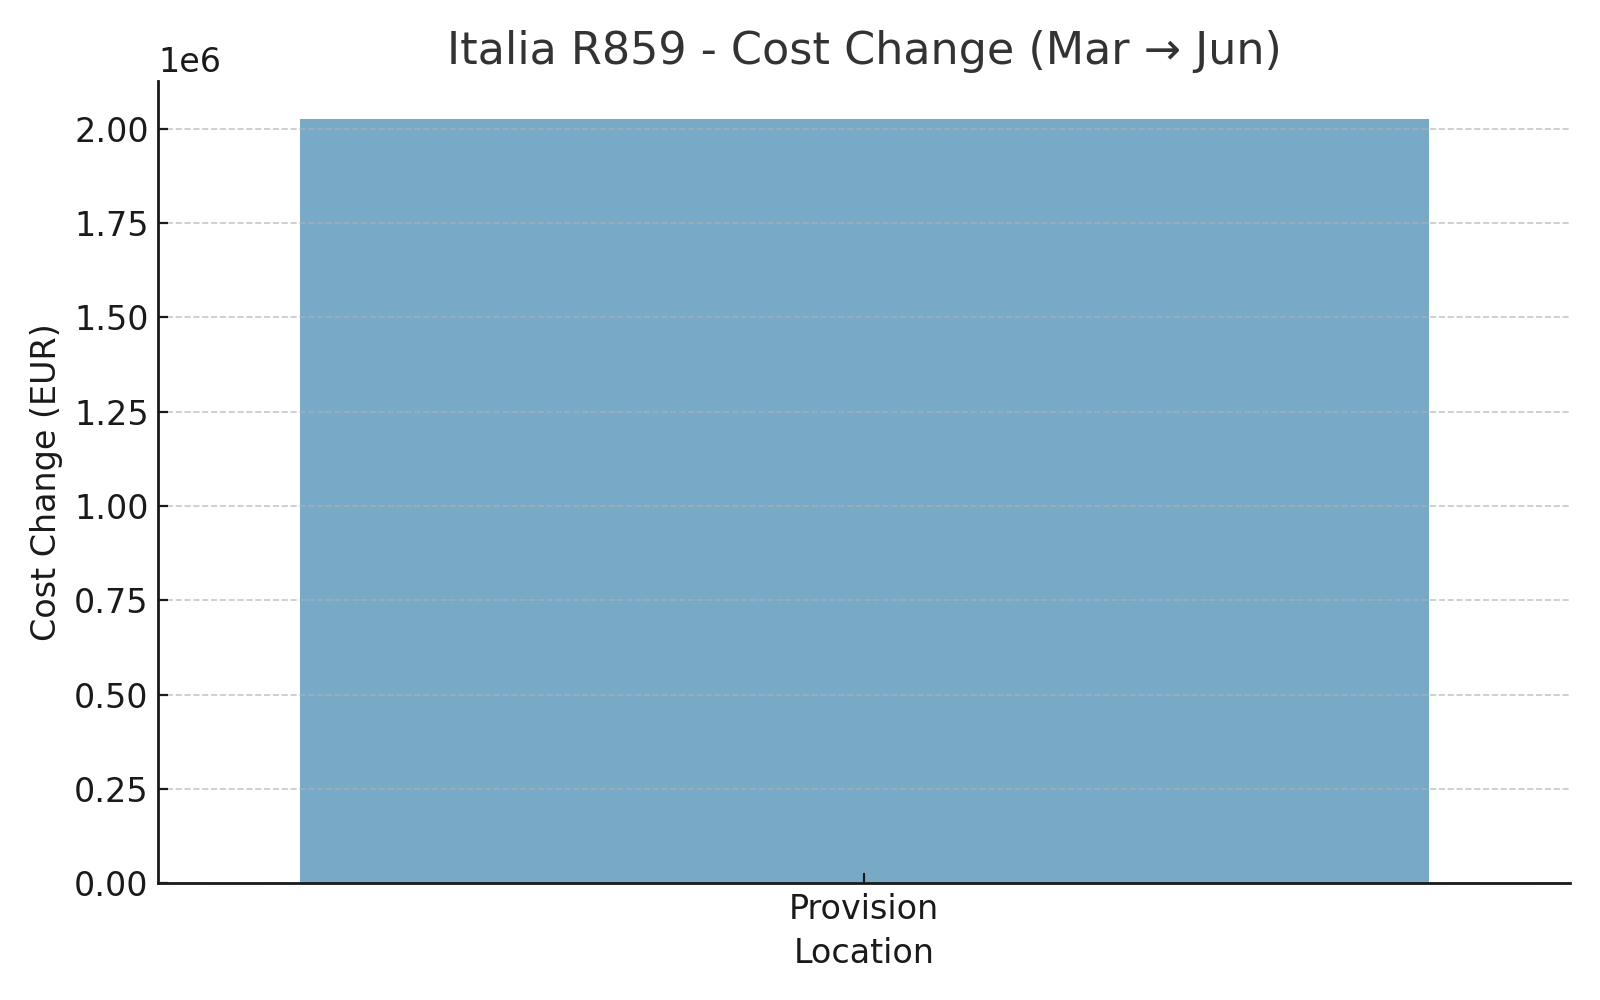 Italia R859 - Cost Change (Mar → Jun)
1e6
2.00
1.75
1.50
1.25
1.00
0.75
0.50
0.25
0.00
Cost Change (EUR)
Provision
Location